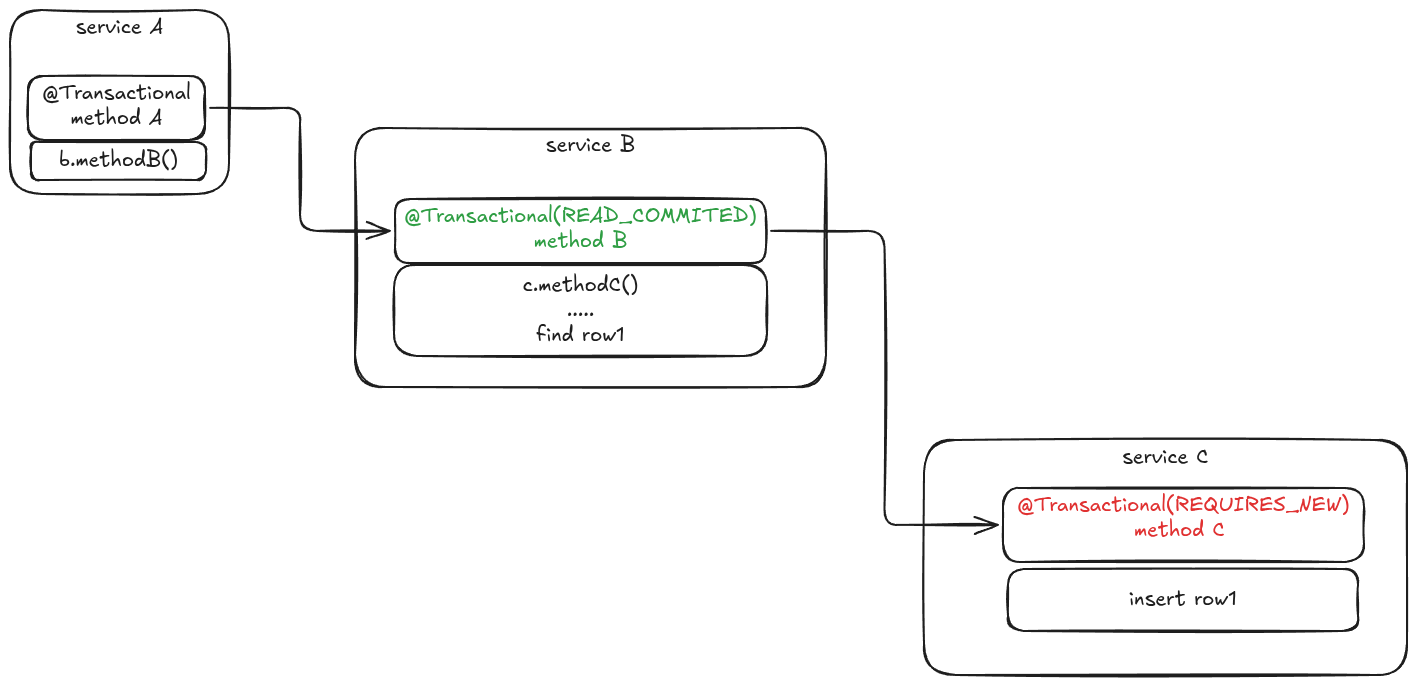 service A
@Transactional
method A
b.methodB()
service B
@Transactional(READ_COMMITED)
method B
c.methodC()
.....
find row1
service C
@Transactional(REQUIRES_NEW)
method C
insert row1